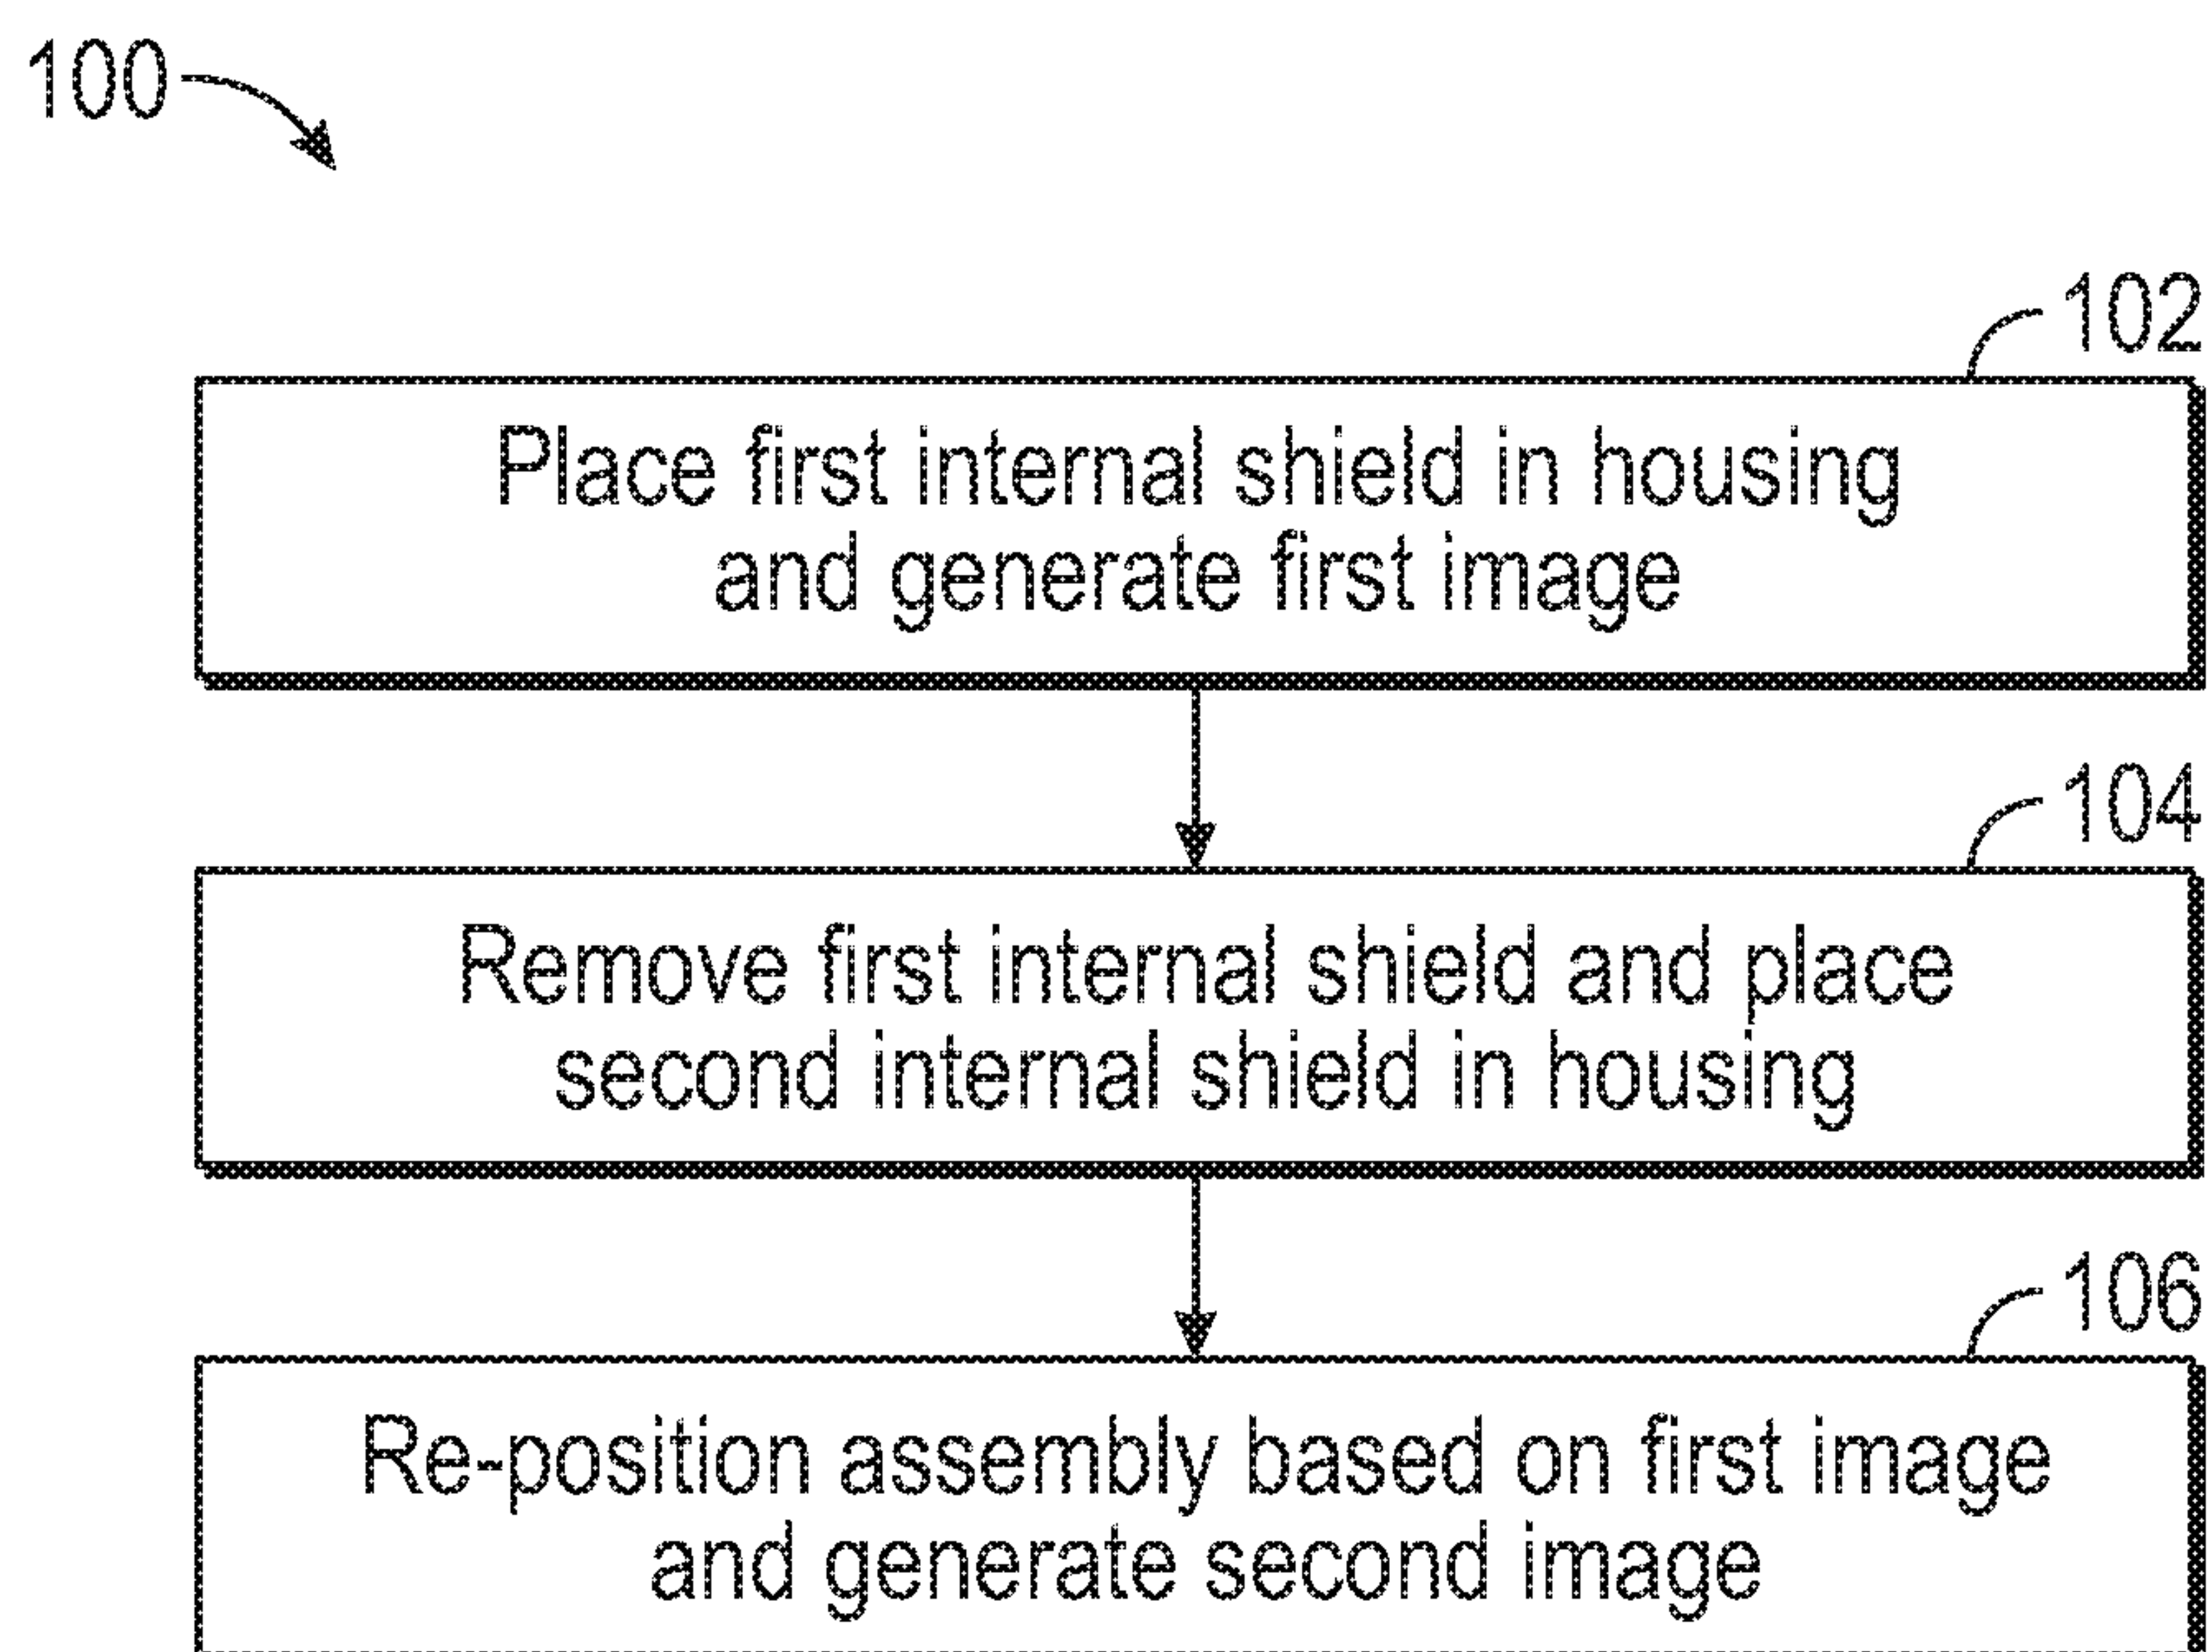 100
102
Place first internal shield in housing
and generate first image
104
Remove first internal shield and place
second internal shield in housing
106
Re-position assembly based on first image
and generate second image